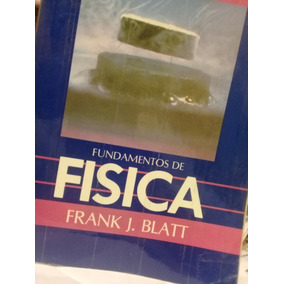 FUNDAMENTOS DE
FISICA
FRANK J. BLATT